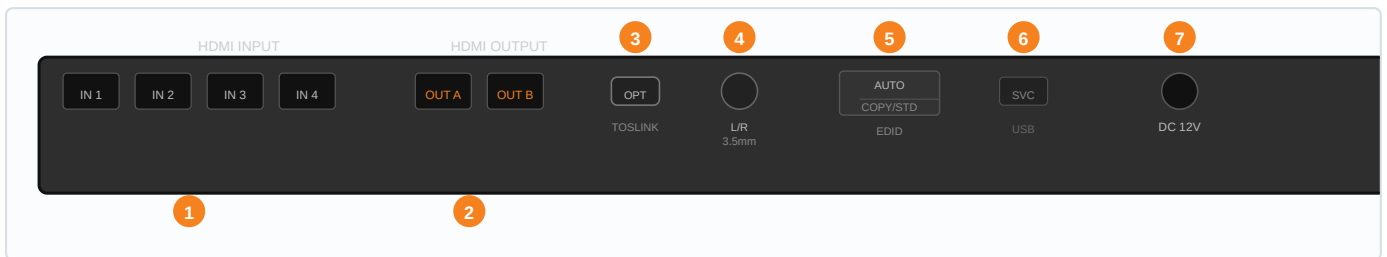 HDMI INPUT
HDMI OUTPUT
3
4
5
6
7
IN 1
IN 2
IN 3
IN 4
OUT A
OUT B
OPT
AUTO
COPY/STD
SVC
TOSLINK
L/R
3.5mm
EDID
USB
DC 12V
1
2